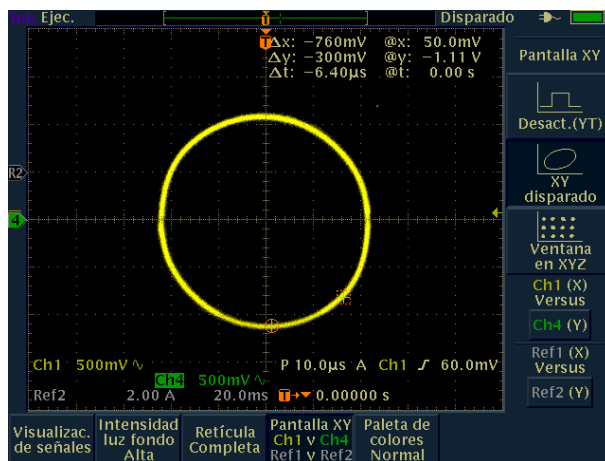 Tek Ejec.
Disparado
Δx: −760mV @x: 50.0mV
Δy: −300mV @y: −1.11 V
Δt: −6.40µs @t: 0.00 s
R2
4
Ch1 500mV∿ P 10.0µs A Ch1 ʃ 60.0mV
Ch4 500mV∿
Ref2 2.00 A 20.0ms T→▾ 0.00000 s
Pantalla XY
Desact.(YT)
XY
disparado
Ventana
en XYZ
Ch1 (X)
Versus
Ch4 (Y)
Ref1 (X)
Versus
Ref2 (Y)
Visualizac.
de señales
Intensidad
luz fondo
Alta
Retícula
Completa
Pantalla XY
Ch1 v Ch4
Ref1 v Ref2
Paleta de
colores
Normal